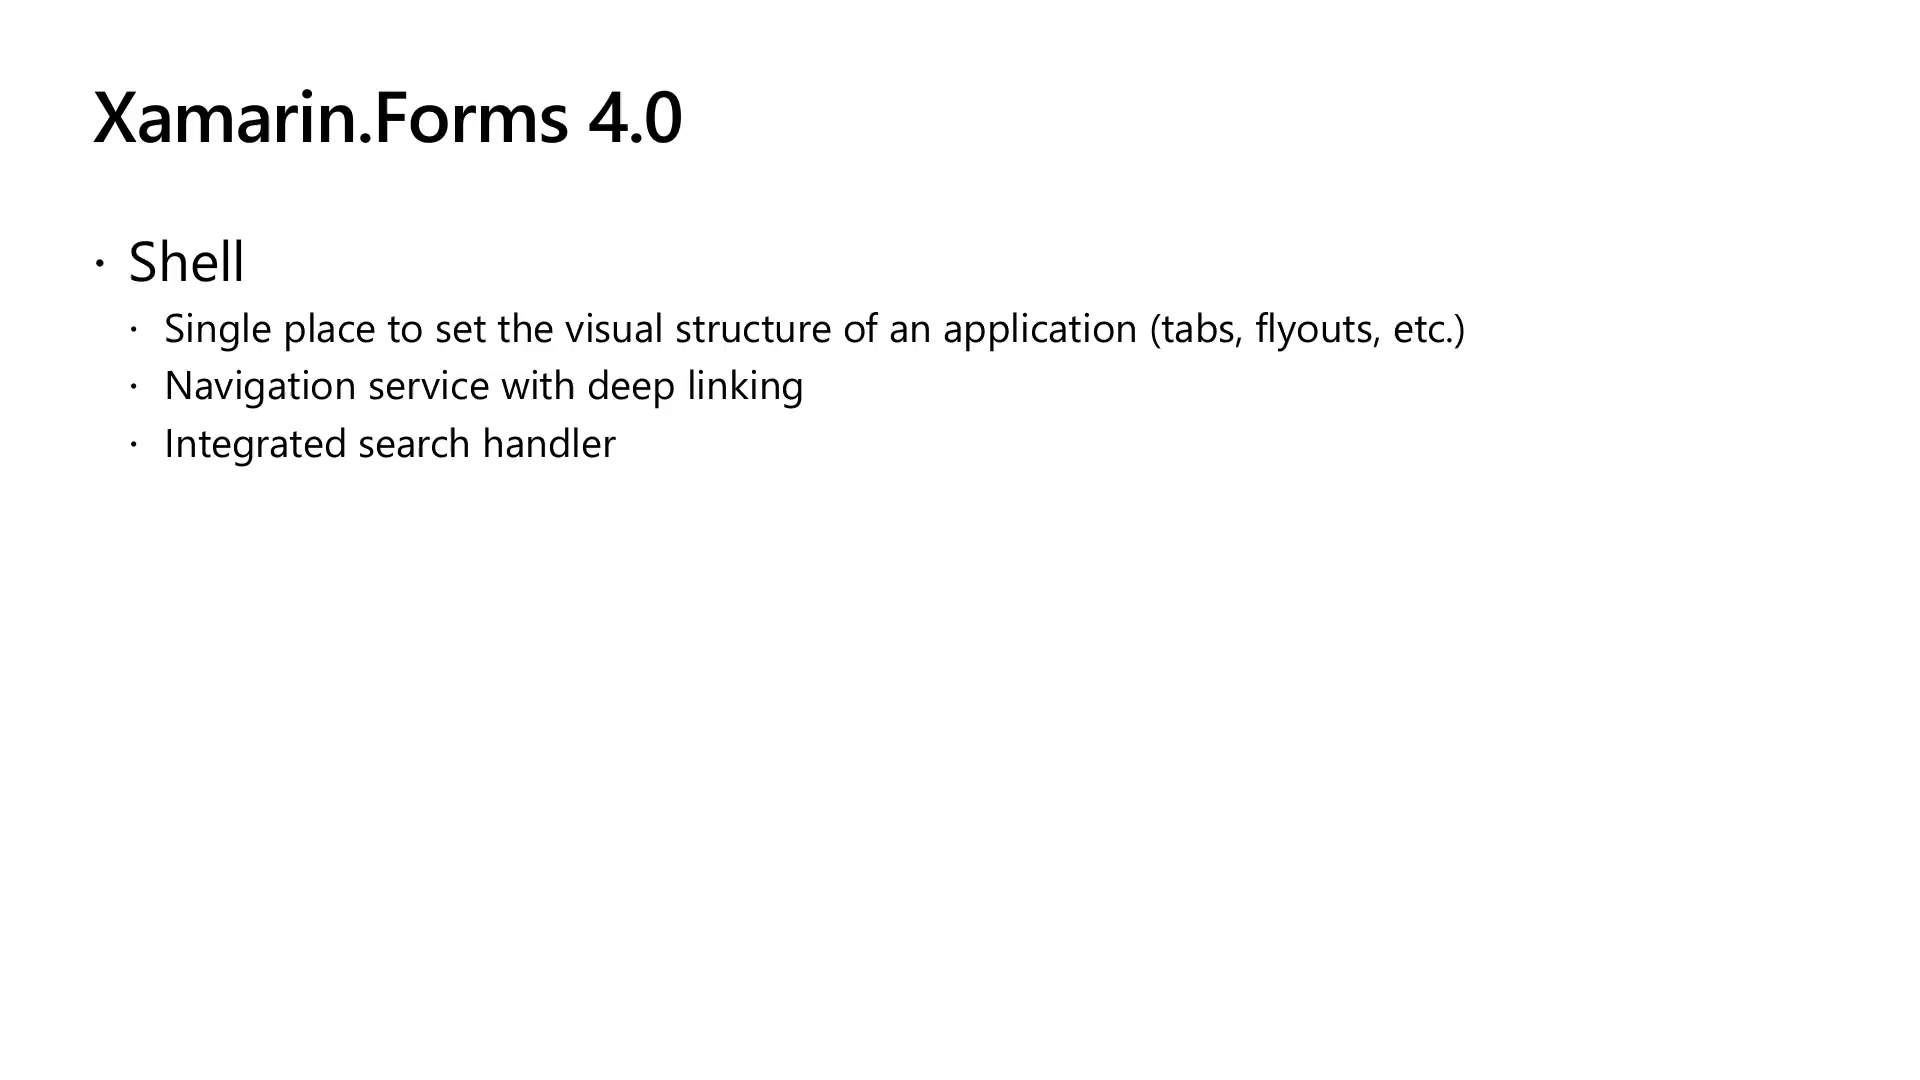 Xamarin.Forms 4.0
· Shell
· Single place to set the visual structure of an application (tabs, flyouts, etc.)
· Navigation service with deep linking
· Integrated search handler